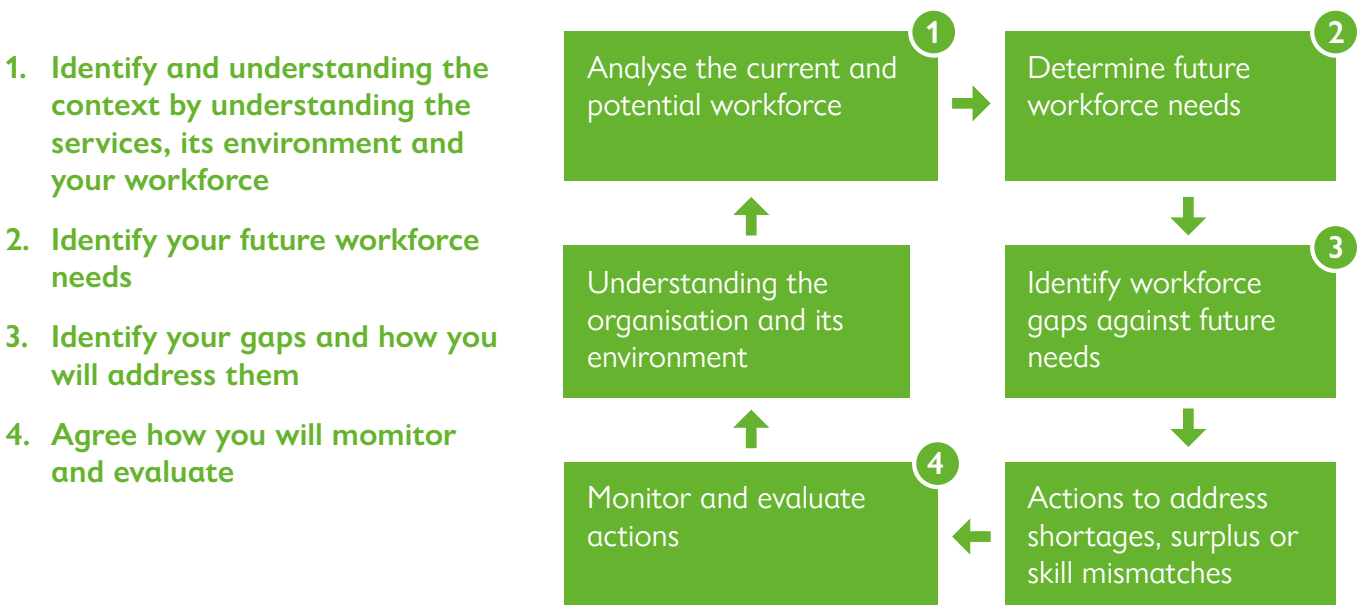 1. Identify and understanding the
context by understanding the
services, its environment and
your workforce
2. Identify your future workforce
needs
3. Identify your gaps and how you
will address them
4. Agree how you will momitor
and evaluate
1
Analyse the current and
potential workforce
2
Determine future
workforce needs
3
Identify workforce
gaps against future
needs
Actions to address
shortages, surplus or
skill mismatches
4
Monitor and evaluate
actions
Understanding the
organisation and its
environment